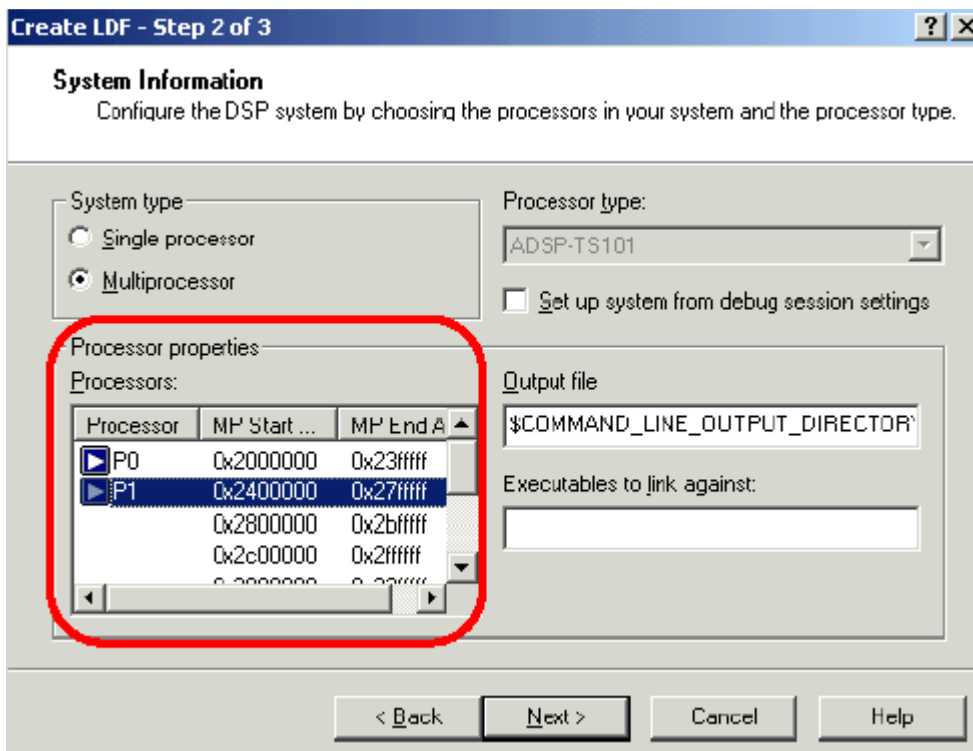 Create LDF - Step 2 of 3
System Information
Configure the DSP system by choosing the processors in your system and the processor type.
System type
Single processor
Multiprocessor
Processor type:
ADSP-TS101
Set up system from debug session settings
Processor properties
Processors:
Processor MP Start ... MP End A
P0 0x2000000 0x23fffff
P1 0x2400000 0x27fffff
0x2800000 0x2bfffff
0x2c00000 0x2ffffff
Output file
$COMMAND_LINE_OUTPUT_DIRECTORY
Executables to link against:
< Back
Next >
Cancel
Help